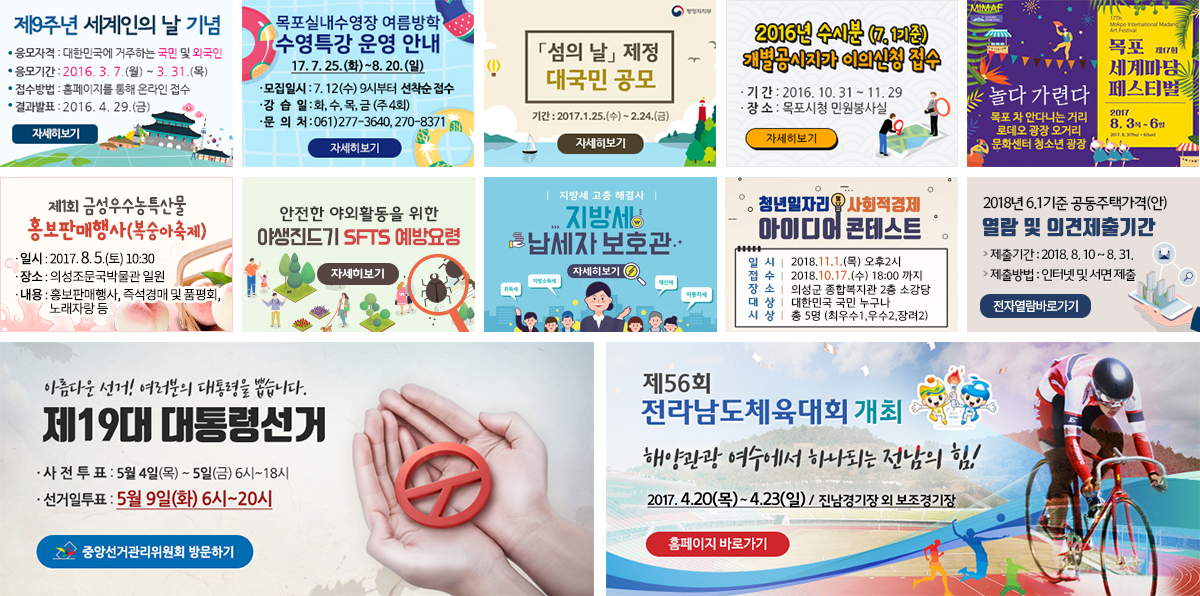 제9주년 세계인의 날 기념
• 응모자격 : 대한민국에 거주하는 국민 및 외국인
• 응모기간 : 2016. 3. 7.(월) ~ 3. 31.(목)
• 접수방법 : 홈페이지를 통해 온라인 접수
• 결과발표 : 2016. 4. 29.(금)
자세히보기
목포실내수영장 여름방학
수영특강 운영 안내
17. 7. 25.(화)~8. 20.(일)
· 모집일시 : 7. 12(수) 9시부터 선착순 접수
· 강 습 일 : 화, 수, 목, 금 (주 4회)
· 문 의 처 : 061)277-3640, 270-8371
자세히보기
행정자치부
「섬의 날」 제정
대국민 공모
기간 : 2017.1.25.(수) ~ 2.24.(금)
자세히보기
2016년 수시분 (7. 1기준)
개별공시지가 이의신청 접수
· 기 간 : 2016. 10. 31 ~ 11. 29
· 장 소 : 목포시청 민원봉사실
자세히보기
MIMAF
17th
Mokpo International Madang
Art Festival
목포 제17회
세계마당
페스티벌
2017
8. 3목 - 6일
2017. 8. 3(Thu) - 6(Sun)
놀다 가련다
목포 차 안다니는 거리
로데오 광장 오거리
문화센터 청소년 광장
제1회 금성우수농특산물
홍보판매행사(복숭아축제)
· 일시 : 2017. 8. 5.(토) 10:30
· 장소 : 의성조문국박물관 일원
· 내용 : 홍보판매행사, 즉석경매 및 품평회,
노래자랑 등
안전한 야외활동을 위한
야생진드기 SFTS 예방요령
자세히보기
| 지방세 고충 해결사 |
지방세
납세자 보호관
자세히보기
취득세
지방소득세
재산세
자동차세
청년일자리 사회적경제
아이디어 콘테스트
일 시 | 2018.11.1.(목) 오후2시
접 수 | 2018.10.17.(수) 18:00 까지
장 소 | 의성군 종합복지관 2층 소강당
대 상 | 대한민국 국민 누구나
시 상 | 총 5명 (최우수1,우수2,장려2)
2018년 6.1기준 공동주택가격(안)
열람 및 의견제출기간
> 제출기간 : 2018. 8. 10 ~ 8. 31.
> 제출방법 : 인터넷 및 서면 제출
전자열람바로가기
아름다운 선거! 여러분의 대통령을 뽑습니다.
제19대 대통령선거
· 사 전 투 표 : 5월 4일(목) ~ 5일(금) 6시~18시
· 선거일투표 : 5월 9일(화) 6시~20시
중앙선거관리위원회 방문하기
제56회
전라남도체육대회 개최
해양관광 여수에서 하나되는 전남의 힘!
2017. 4.20(목) ~ 4.23(일) / 진남경기장 외 보조경기장
홈페이지 바로가기